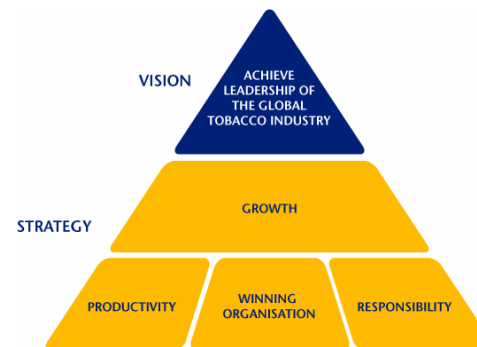 VISION
ACHIEVE
LEADERSHIP OF
THE GLOBAL
TOBACCO INDUSTRY
STRATEGY
GROWTH
PRODUCTIVITY
WINNING
ORGANISATION
RESPONSIBILITY